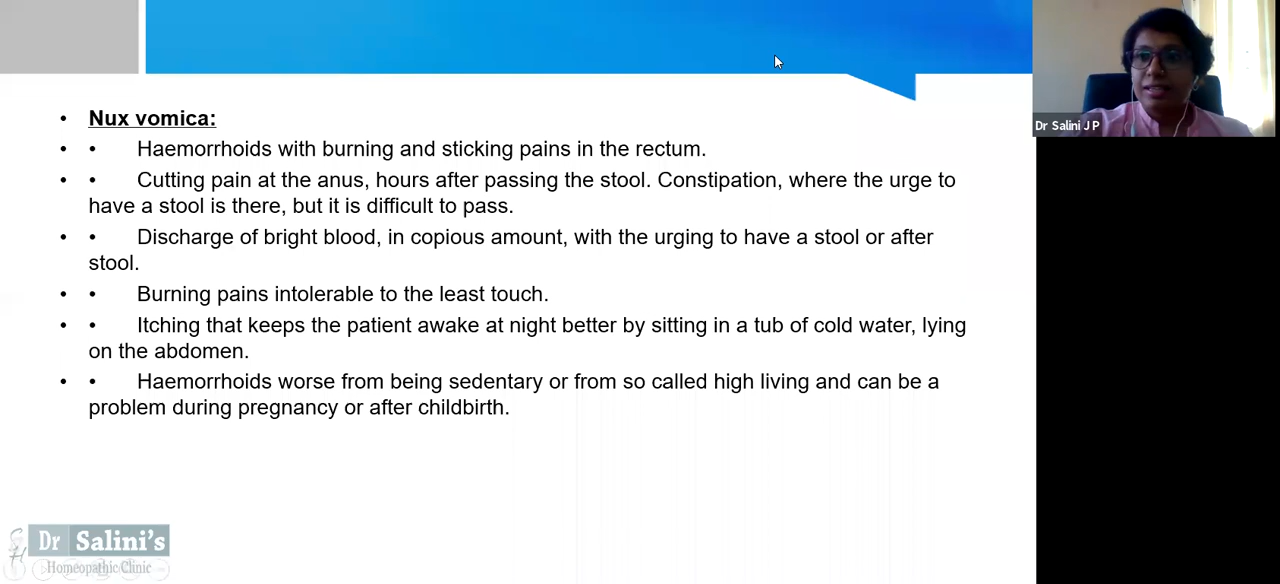 Nux vomica:
• Haemorrhoids with burning and sticking pains in the rectum.
• Cutting pain at the anus, hours after passing the stool. Constipation, where the urge to
have a stool is there, but it is difficult to pass.
• Discharge of bright blood, in copious amount, with the urging to have a stool or after
stool.
• Burning pains intolerable to the least touch.
• Itching that keeps the patient awake at night better by sitting in a tub of cold water, lying
on the abdomen.
• Haemorrhoids worse from being sedentary or from so called high living and can be a
problem during pregnancy or after childbirth.
Dr Salini J P
Dr Salini's
Homeopathic Clinic